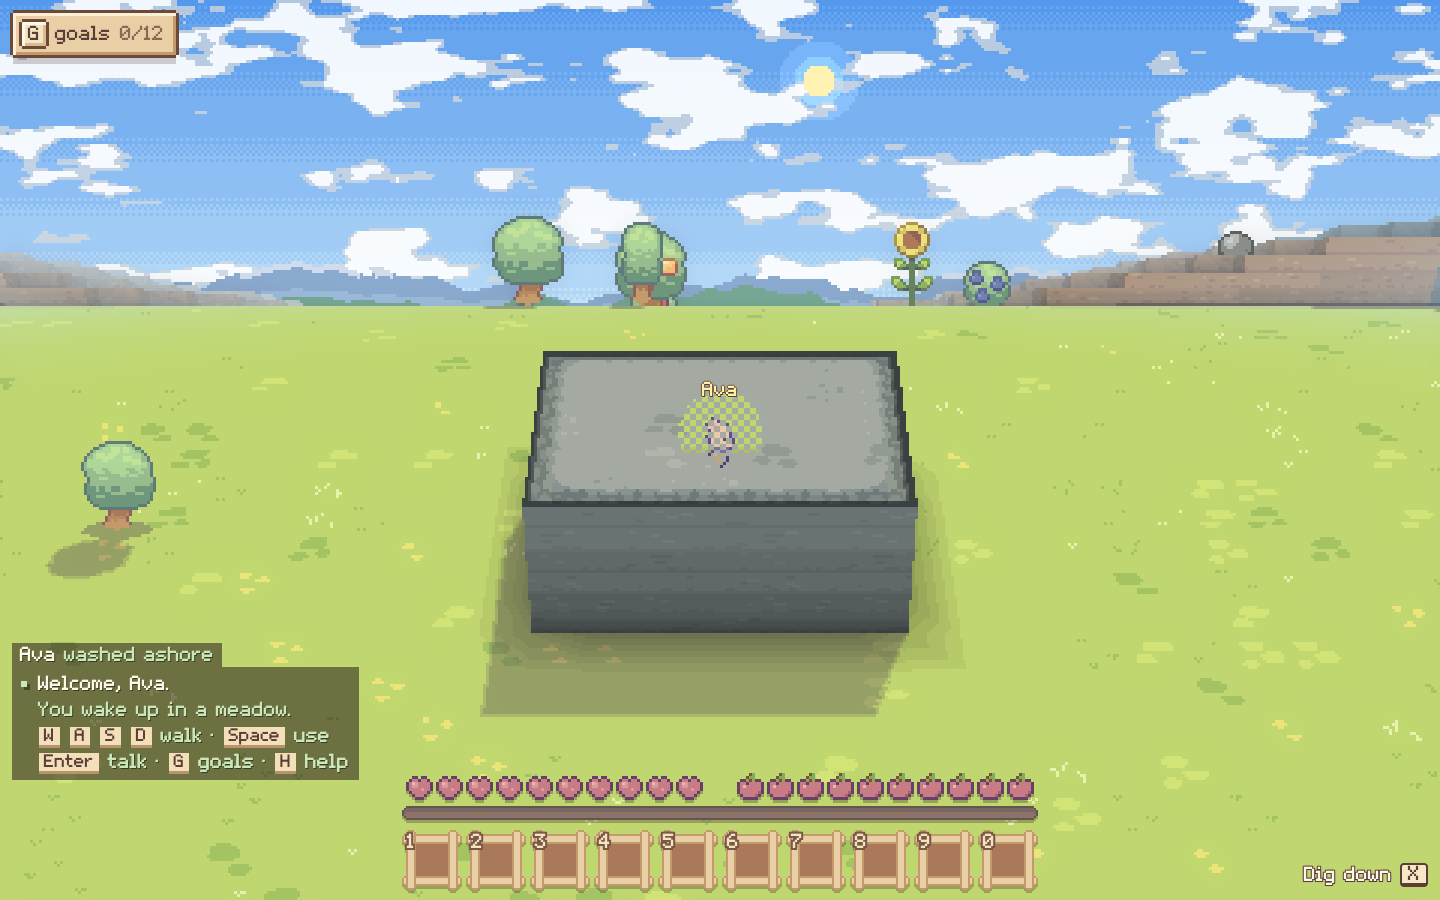 G goals 0/12
Ava
Ava washed ashore
Welcome, Ava.
You wake up in a meadow.
W A S D walk · Space use
Enter talk · G goals · H help
1 2 3 4 5 6 7 8 9 0
Dig down X